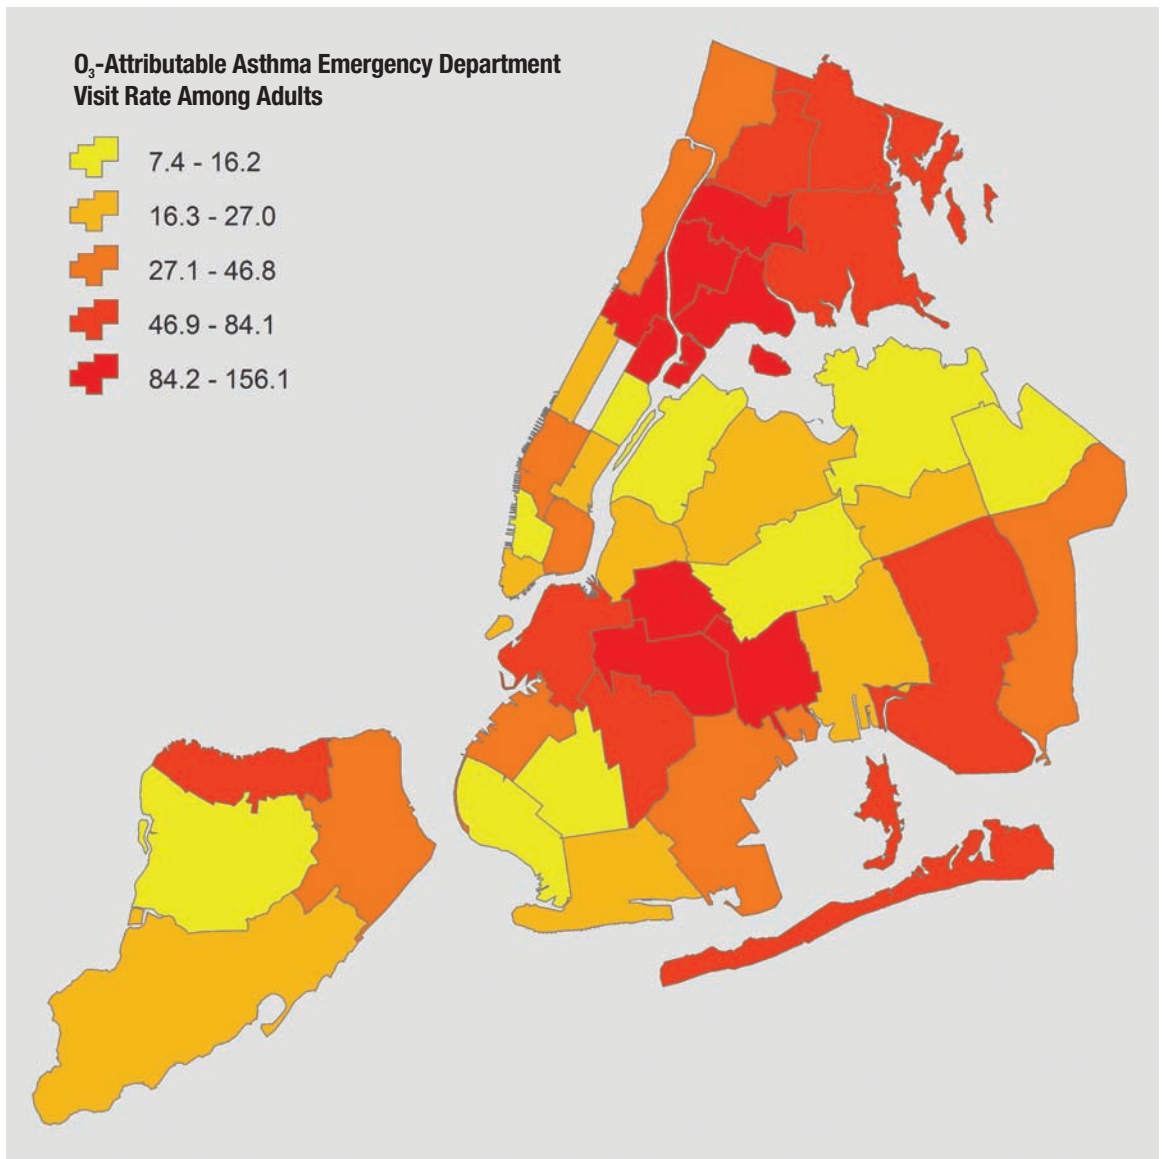 O₃-Attributable Asthma Emergency Department
Visit Rate Among Adults
7.4 - 16.2
16.3 - 27.0
27.1 - 46.8
46.9 - 84.1
84.2 - 156.1